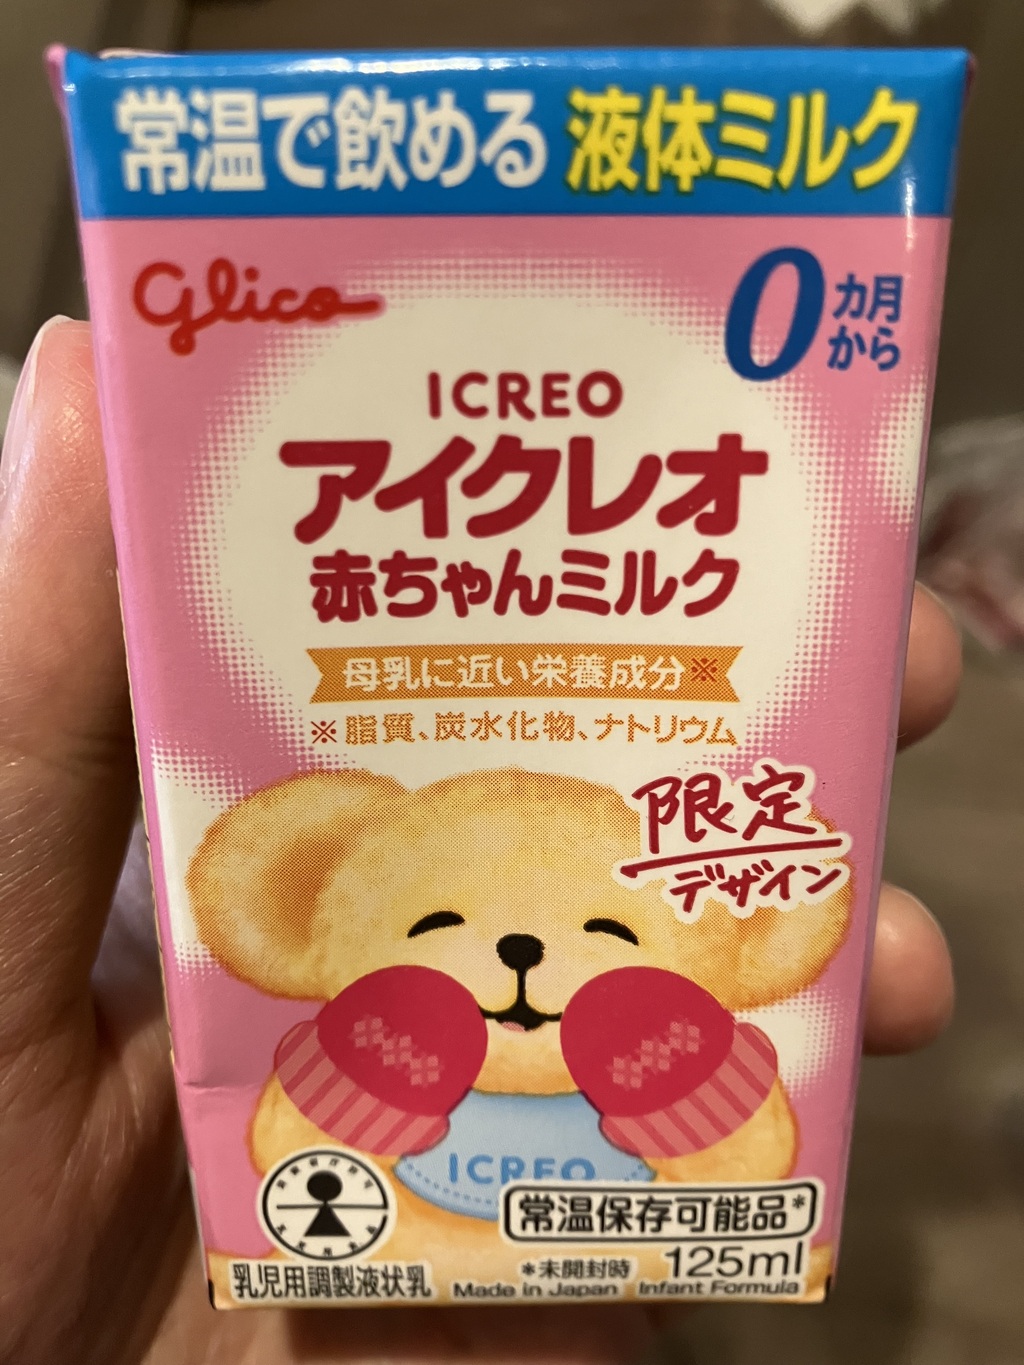 常温で飲める 液体ミルク
Glico
0カ月から
ICREO
アイクレオ
赤ちゃんミルク
母乳に近い栄養成分※
※脂質、炭水化物、ナトリウム
限定
デザイン
ICREO
常温保存可能品*
*未開封時 125ml
乳児用調製液状乳
Made in Japan Infant Formula